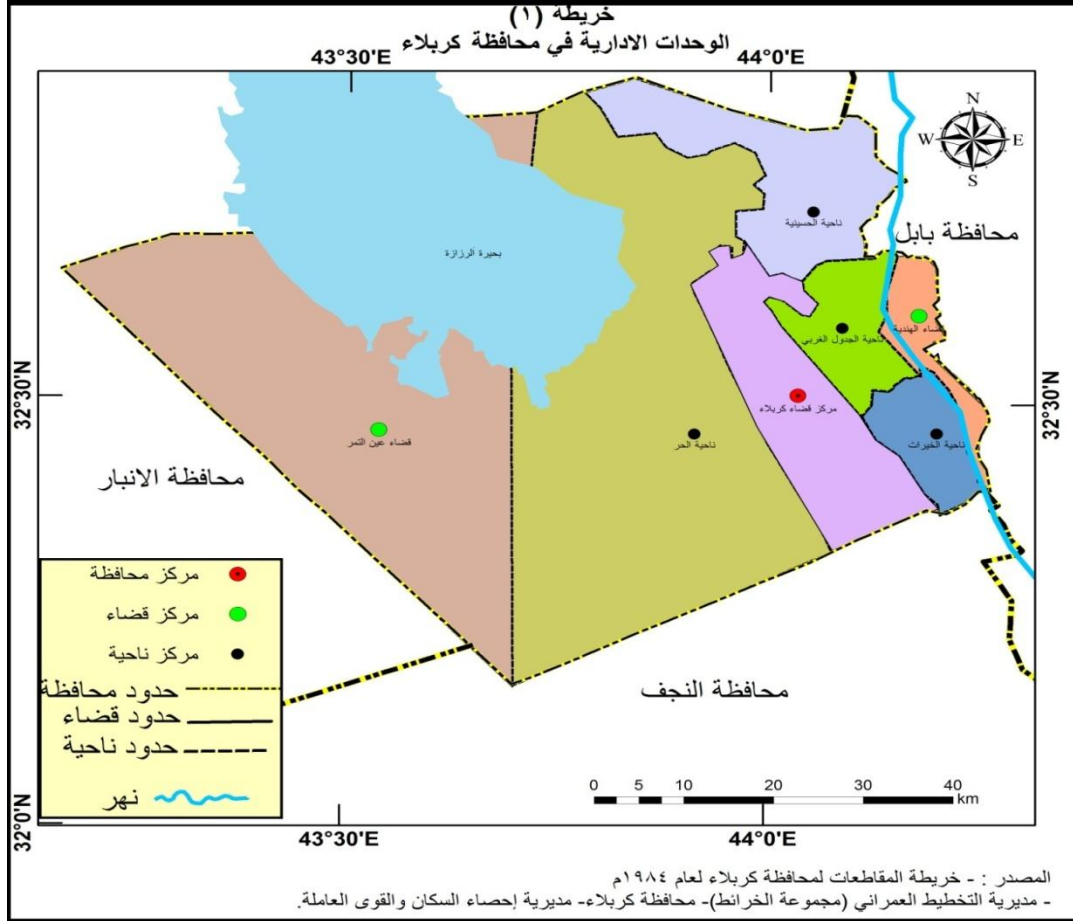 خريطة (١)
الوحدات الادارية في محافظة كربلاء
43°30'E
44°0'E
N
W
E
S
ناحية الحسينية
محافظة بابل
بحيرة الرزازة
قضاء الهندية
ناحية الجدول الغربي
32°30'N
32°30'N
مركز قضاء كربلاء
قضاء عين التمر
ناحية الحر
ناحية الخيرات
محافظة الانبار
مركز محافظة
مركز قضاء
مركز ناحية
حدود محافظة
حدود قضاء
حدود ناحية
نهر
محافظة النجف
0 5 10 20 30 40
km
32°0'N
43°30'E
44°0'E
المصدر : - خريطة المقاطعات لمحافظة كربلاء لعام ١٩٨٤م
- مديرية التخطيط العمراني (مجموعة الخرائط)- محافظة كربلاء- مديرية إحصاء السكان والقوى العاملة.